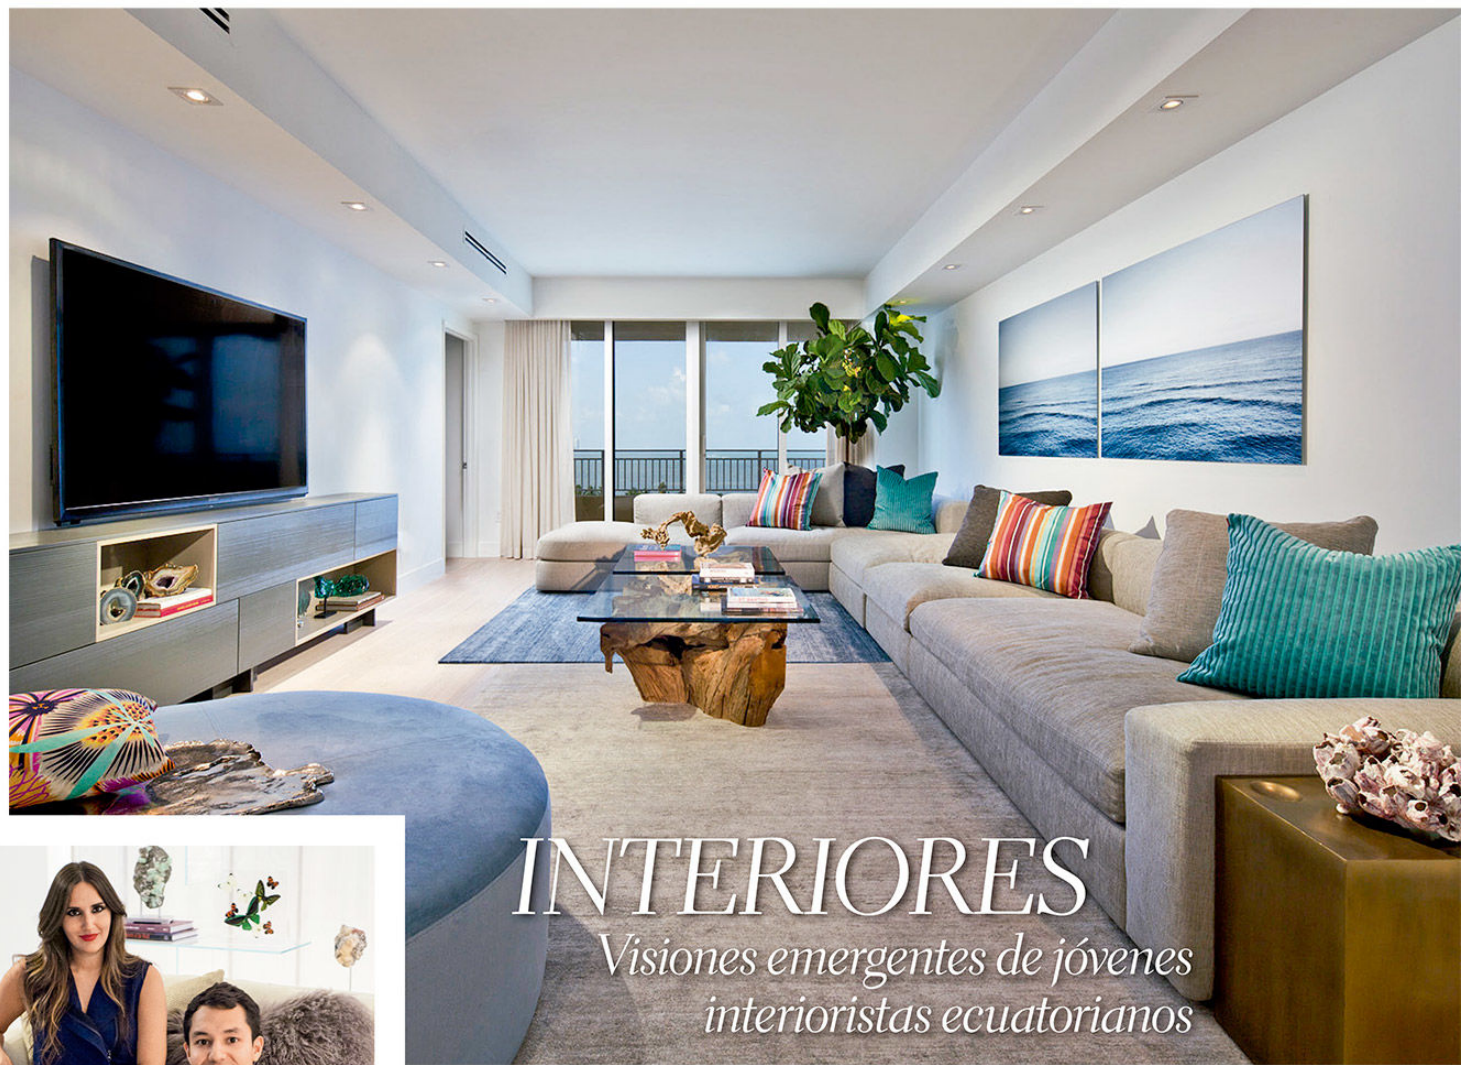 INTERIORES
Visiones emergentes de jóvenes
interioristas ecuatorianos